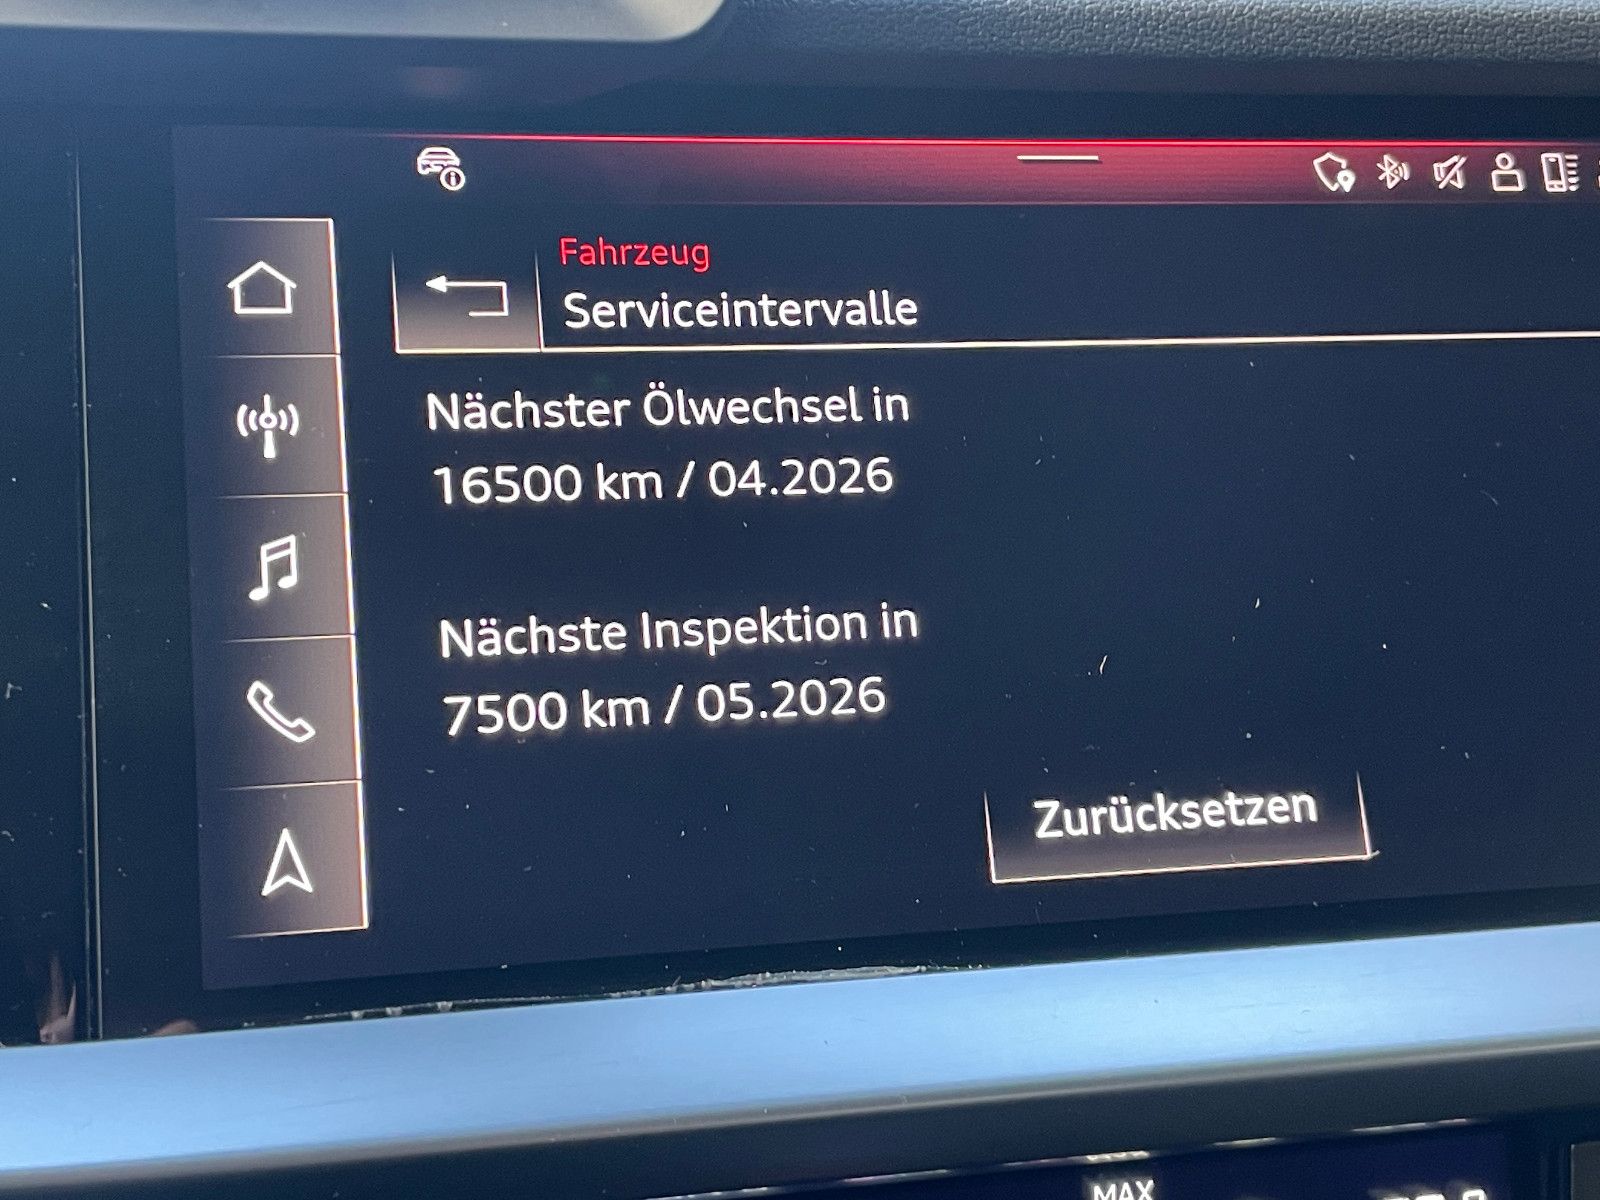 Fahrzeug
Serviceintervalle
Nächster Ölwechsel in
16500 km / 04.2026
Nächste Inspektion in
7500 km / 05.2026
Zurücksetzen
MAX